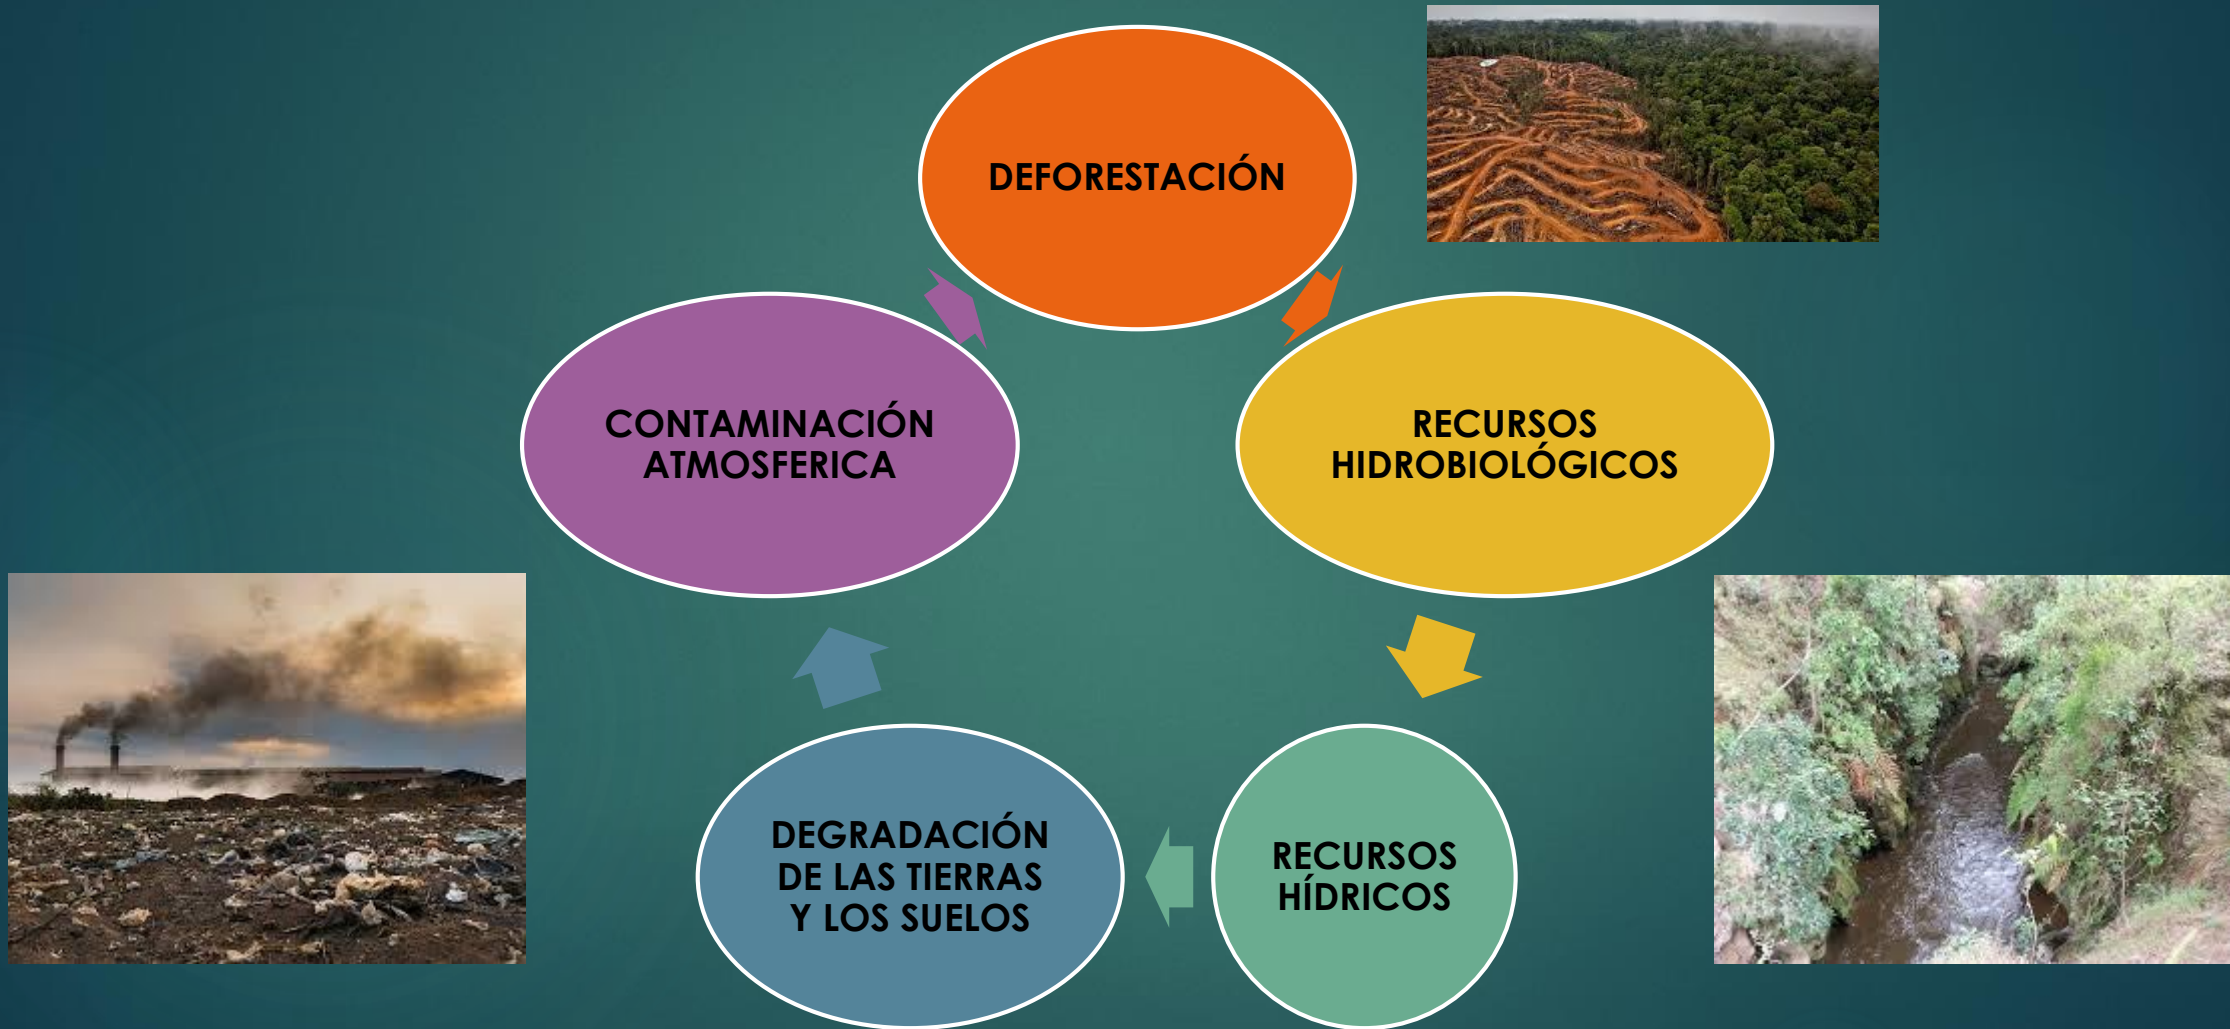 DEFORESTACIÓN
RECURSOS
HIDROBIOLÓGICOS
RECURSOS
HÍDRICOS
DEGRADACIÓN
DE LAS TIERRAS
Y LOS SUELOS
CONTAMINACIÓN
ATMOSFERICA